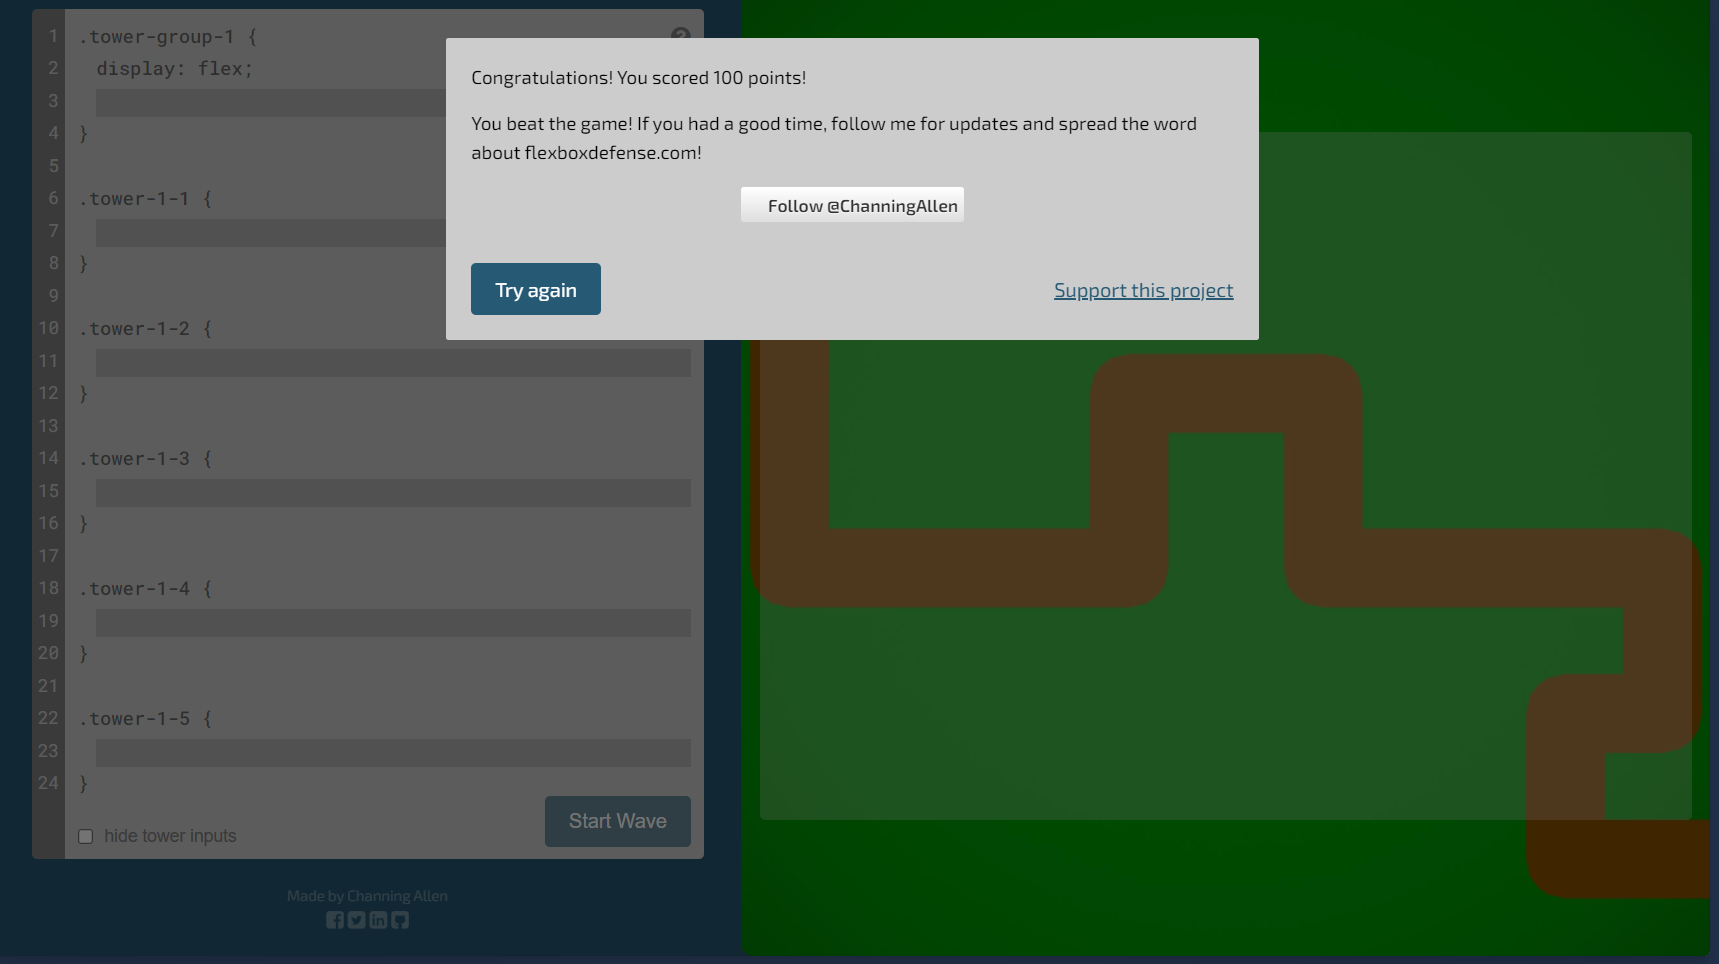 1 .tower-group-1 {
2 display: flex;
3
4 }
5
6 .tower-1-1 {
7
8 }
9
10 .tower-1-2 {
11
12 }
13
14 .tower-1-3 {
15
16 }
17
18 .tower-1-4 {
19
20 }
21
22 .tower-1-5 {
23
24 }
hide tower inputs
Start Wave
Made by Channing Allen
Congratulations! You scored 100 points!
You beat the game! If you had a good time, follow me for updates and spread the word
about flexboxdefense.com!
Follow @ChanningAllen
Try again
Support this project